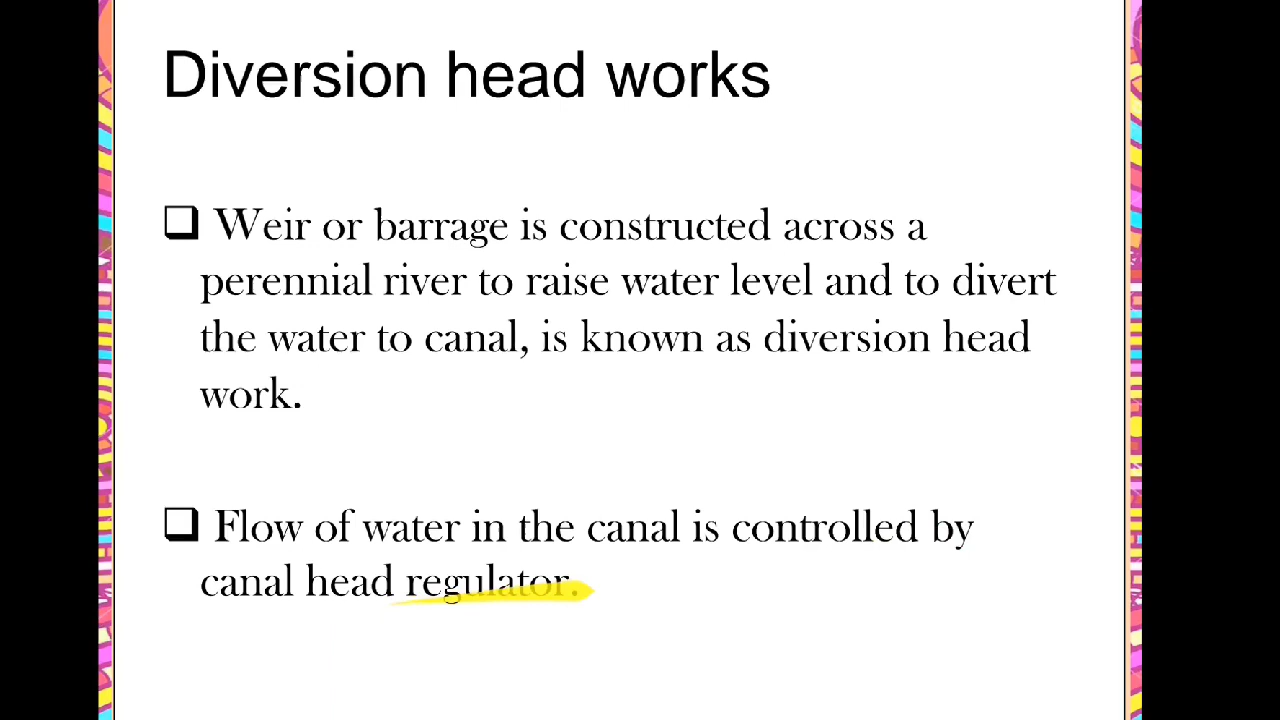 Diversion head works
❑ Weir or barrage is constructed across a
perennial river to raise water level and to divert
the water to canal, is known as diversion head
work.
❑ Flow of water in the canal is controlled by
canal head regulator.